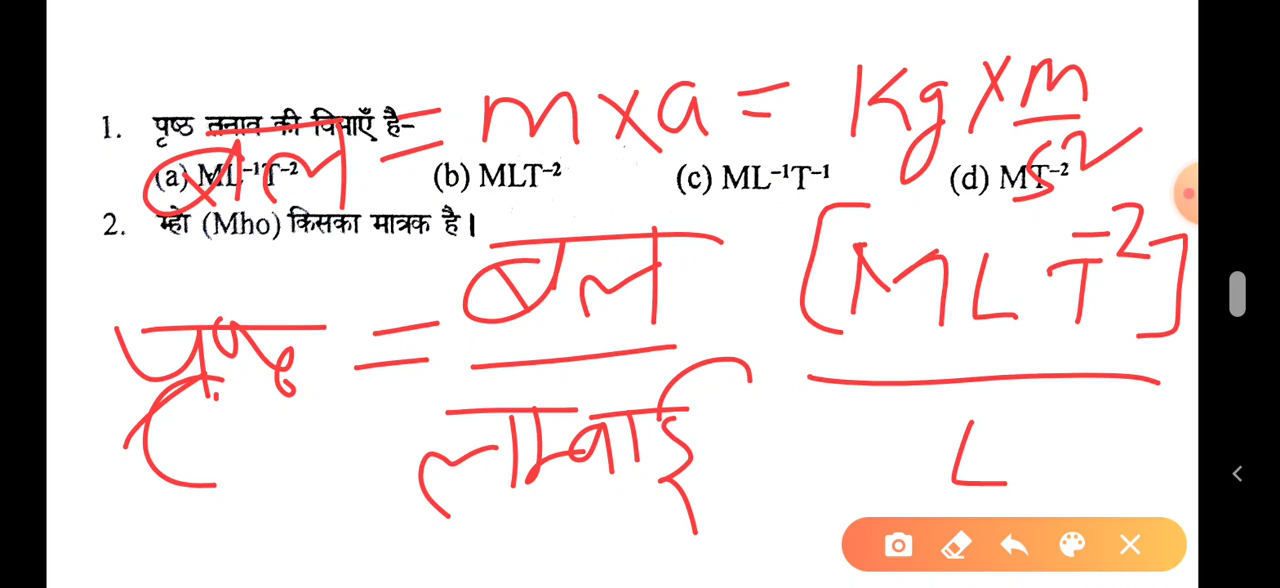 1. पृष्ठ तनाव की विमाएँ है–
बल = m × a = Kg × m/s2
(a) ML⁻¹T⁻² (b) MLT⁻² (c) ML⁻¹T⁻¹ (d) MT⁻²
2. म्हो (Mho) किसका मात्रक है।
पृष्ठ = बल [MLT⁻²]
लाम्बाई L